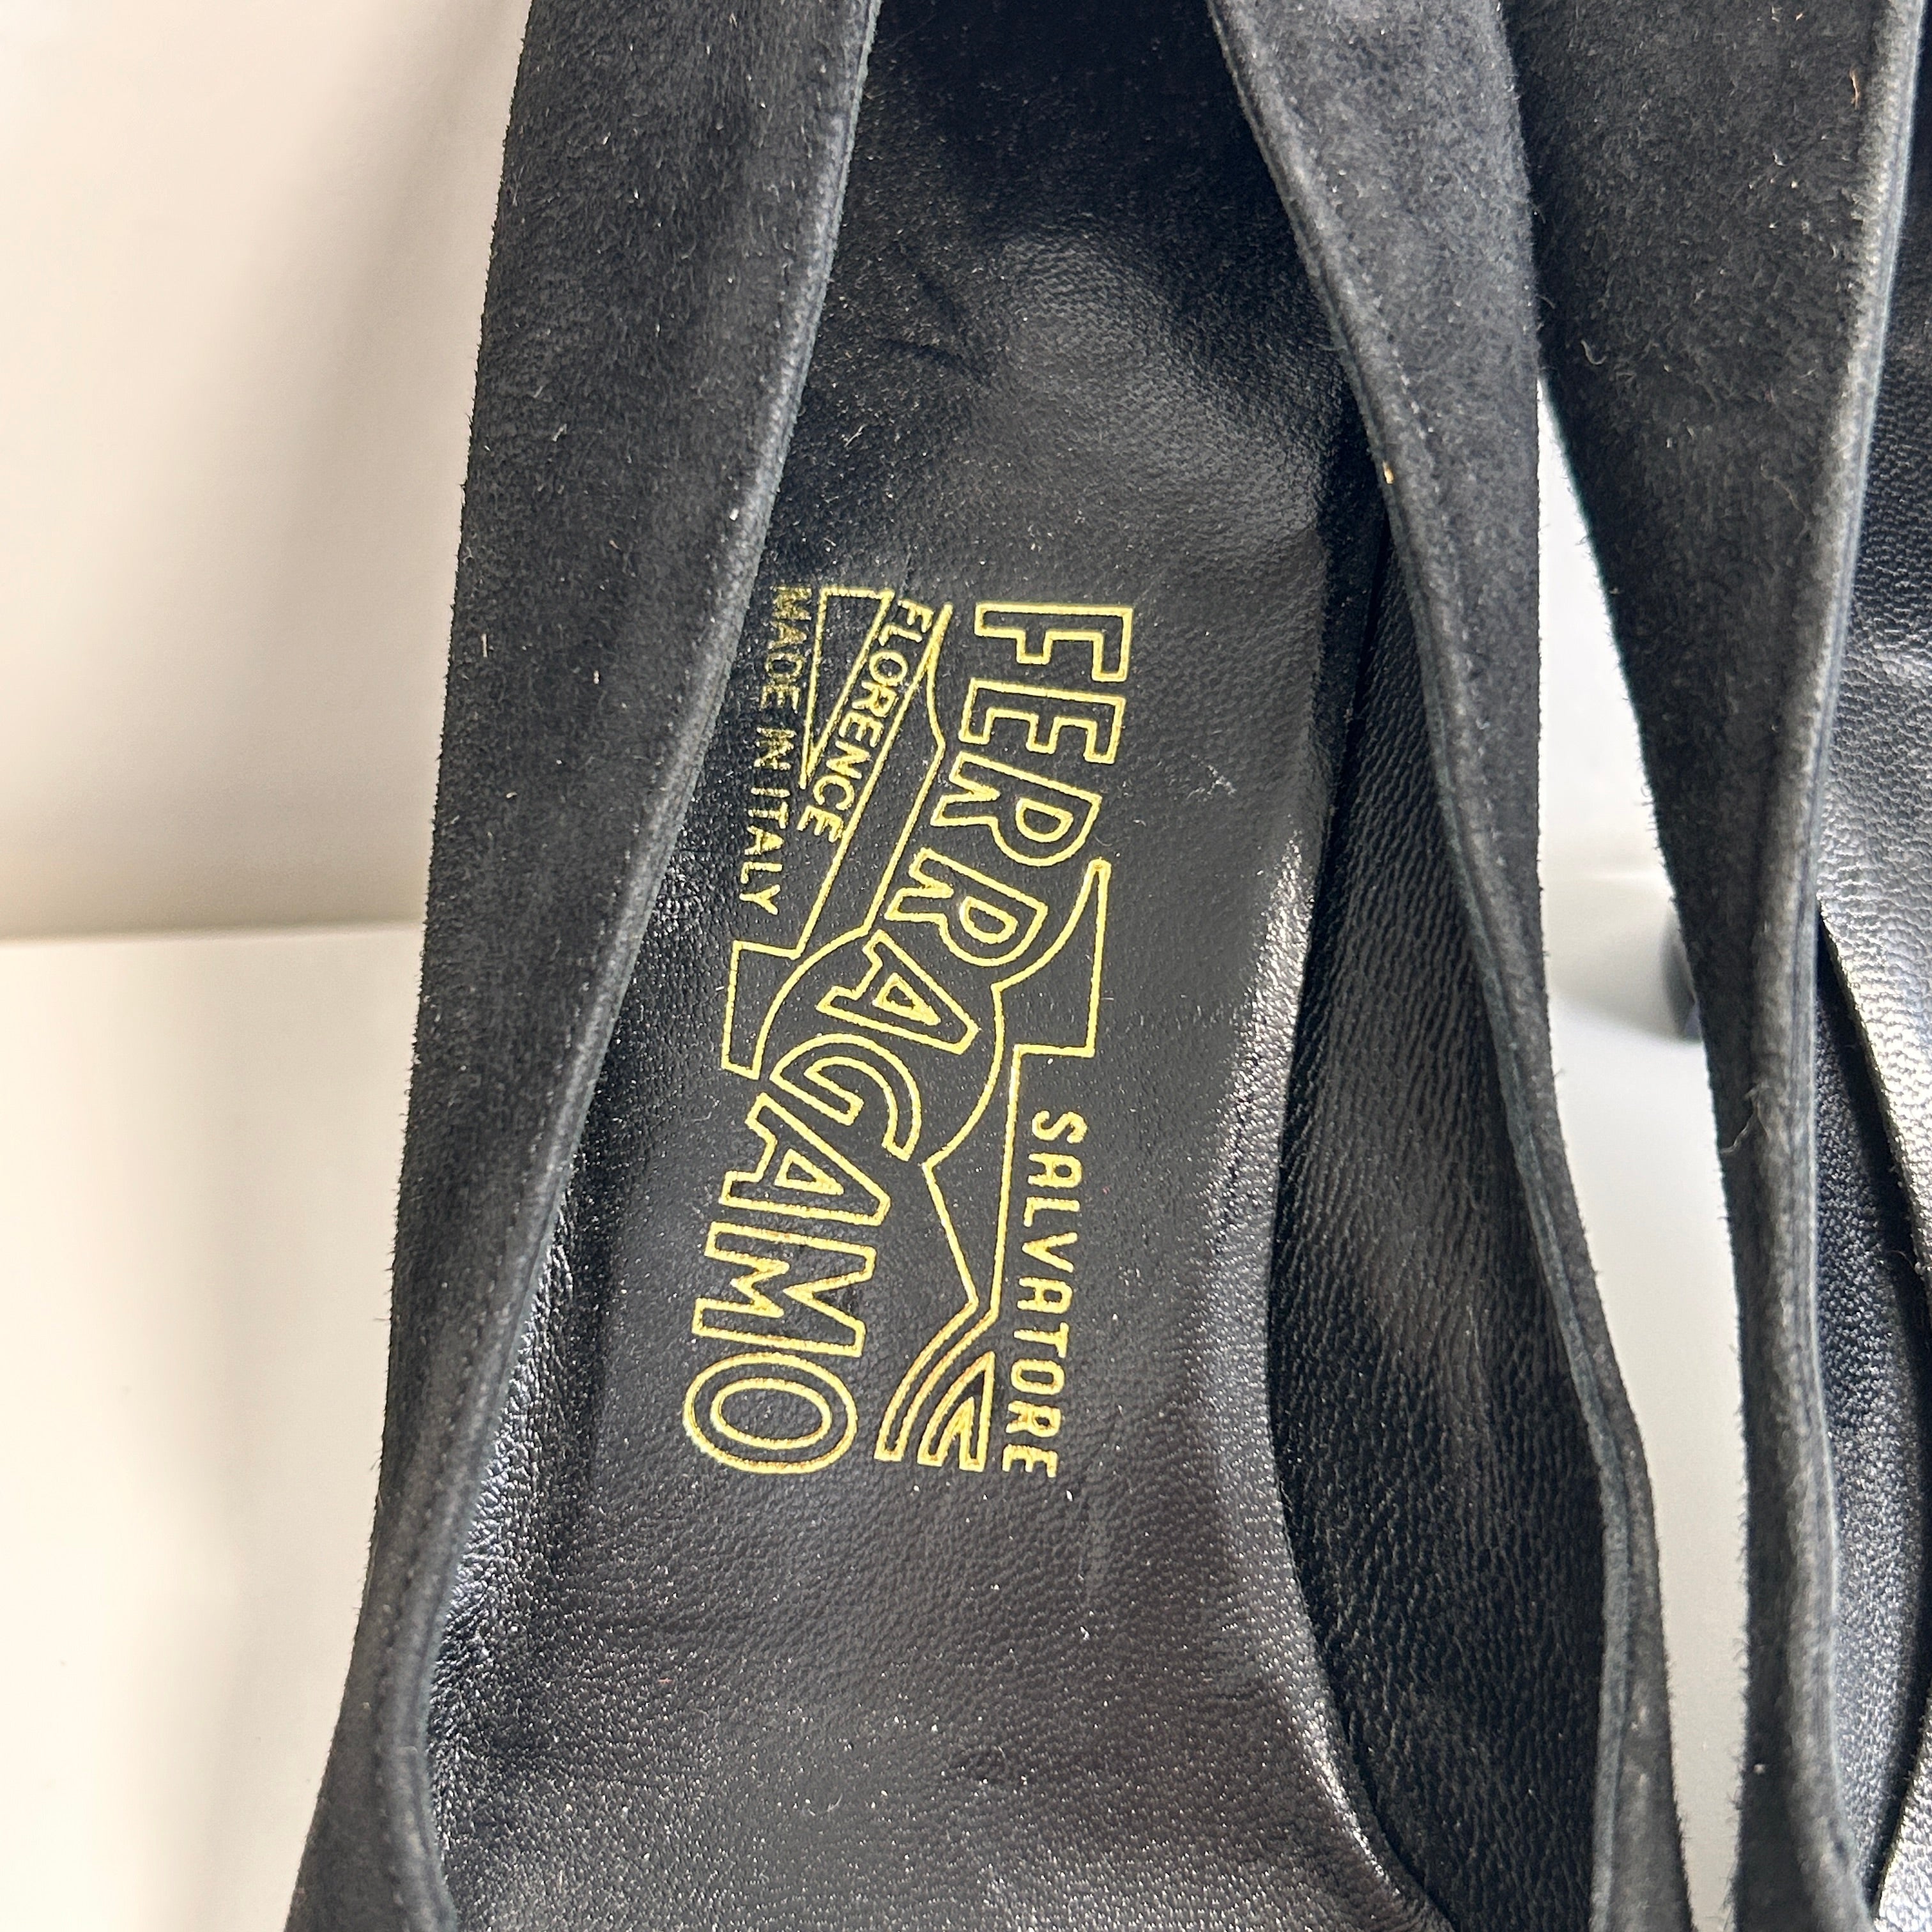 SALVATORE
FERRAGAMO
FLORENCE
MADE IN ITALY